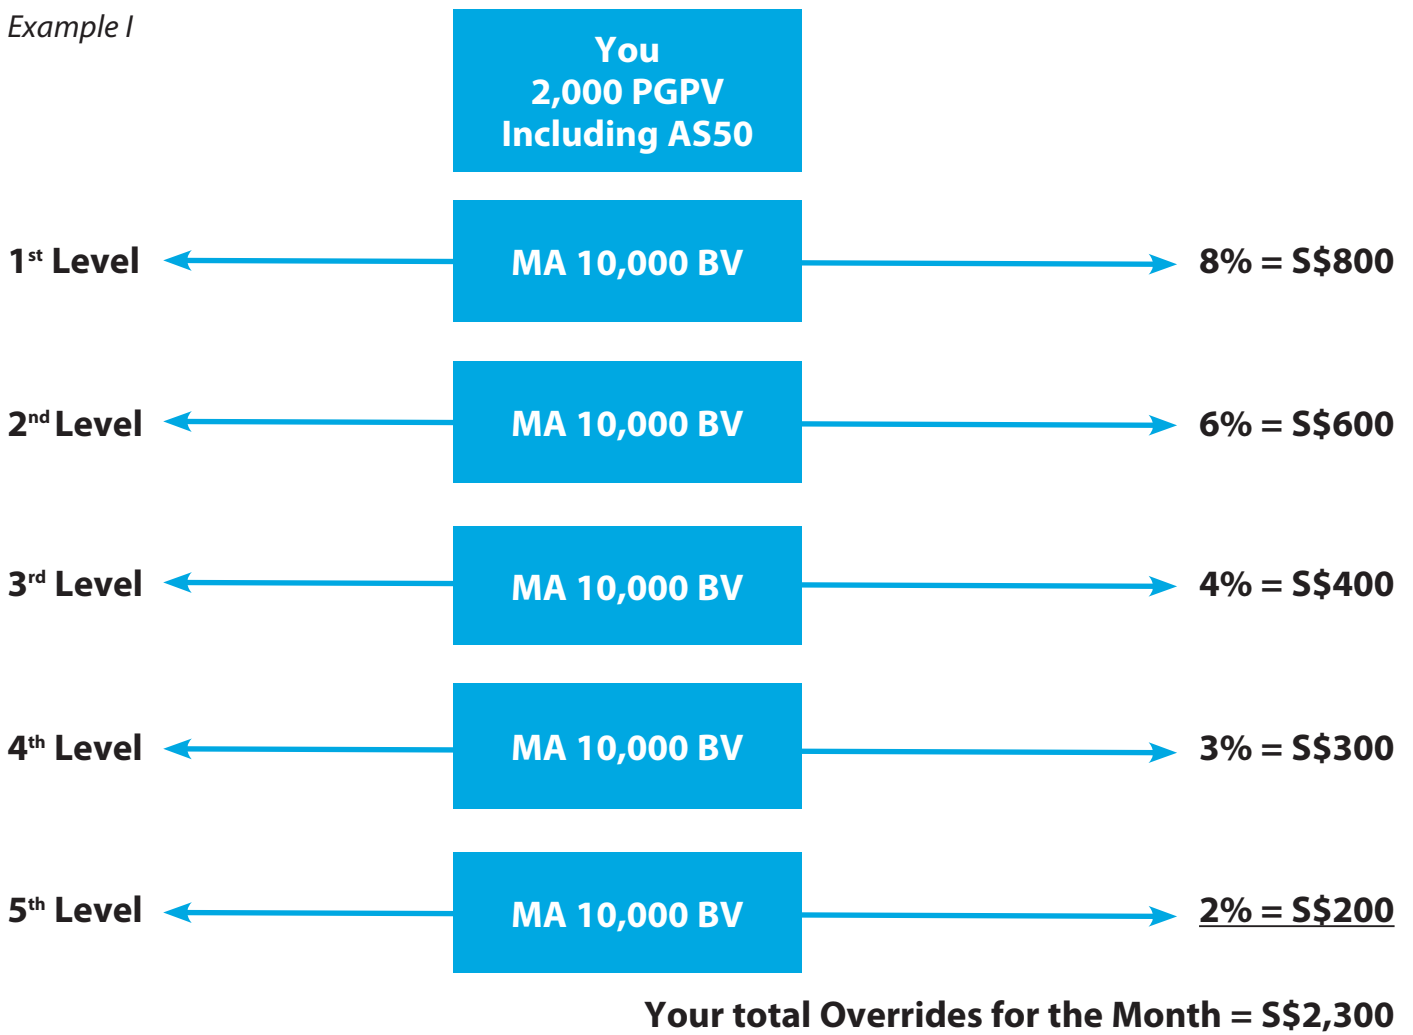 Example I
You
2,000 PGPV
Including AS50
1st Level MA 10,000 BV 8% = S$800
2nd Level MA 10,000 BV 6% = S$600
3rd Level MA 10,000 BV 4% = S$400
4th Level MA 10,000 BV 3% = S$300
5th Level MA 10,000 BV 2% = S$200
Your total Overrides for the Month = S$2,300